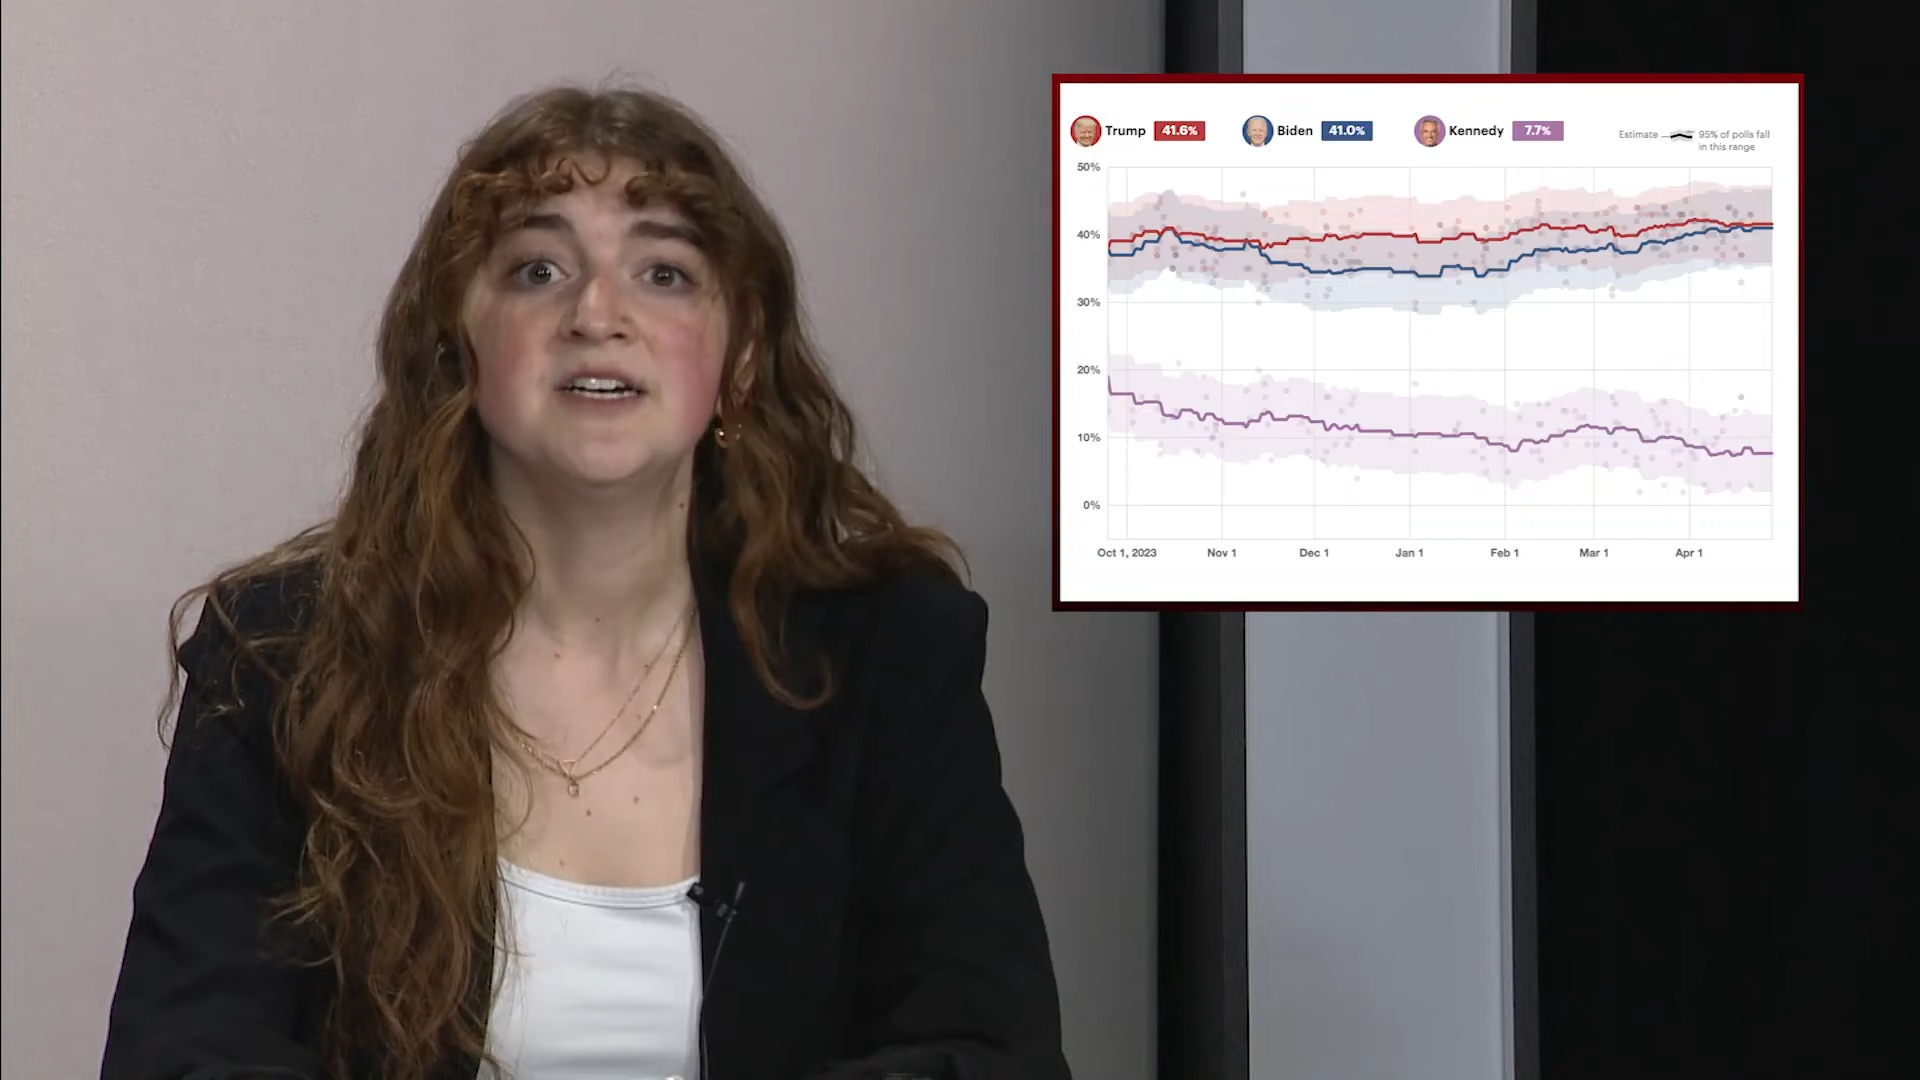 Trump 41.6% Biden 41.0% Kennedy 7.7%
Estimate 95% of polls fall
in this range
50%
40%
30%
20%
10%
0%
Oct 1, 2023 Nov 1 Dec 1 Jan 1 Feb 1 Mar 1 Apr 1